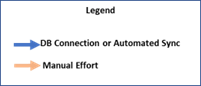 Legend
DB Connection or Automated Sync
Manual Effort